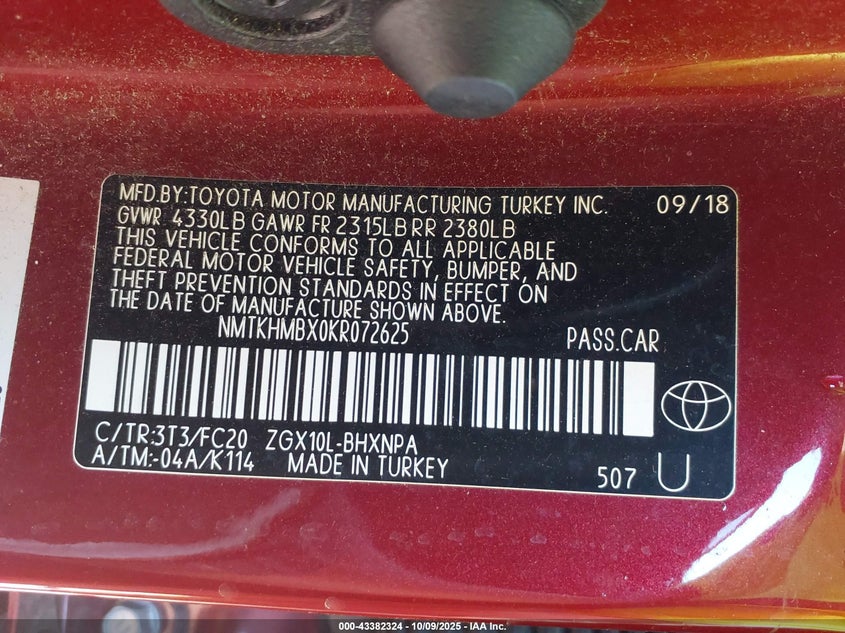 MFD.BY:TOYOTA MOTOR MANUFACTURING TURKEY INC. 09/18
GVWR 4330LB GAWR FR 2315LB RR 2380LB
THIS VEHICLE CONFORMS TO ALL APPLICABLE
FEDERAL MOTOR VEHICLE SAFETY, BUMPER, AND
THEFT PREVENTION STANDARDS IN EFFECT ON
THE DATE OF MANUFACTURE SHOWN ABOVE.
NMTKHMBX0KR072625 PASS.CAR
C/TR:3T3/FC20 ZGX10L-BHXNPA
A/TM:-04A/K114 MADE IN TURKEY 507 U
000-43382324 | 10/09/2025 - IAA Inc.